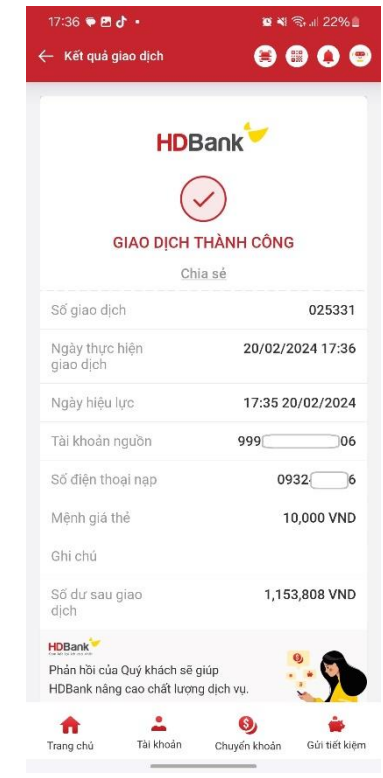 17:36
22%
Kết quả giao dịch
HDBank
GIAO DỊCH THÀNH CÔNG
Chia sẻ
Số giao dịch 025331
Ngày thực hiện giao dịch 20/02/2024 17:36
Ngày hiệu lực 17:35 20/02/2024
Tài khoản nguồn 999 06
Số điện thoại nạp 0932 6
Mệnh giá thẻ 10,000 VND
Ghi chú
Số dư sau giao dịch 1,153,808 VND
HDBank
Phản hồi của Quý khách sẽ giúp
HDBank nâng cao chất lượng dịch vụ.
Trang chủ Tài khoản Chuyển khoản Gửi tiết kiệm